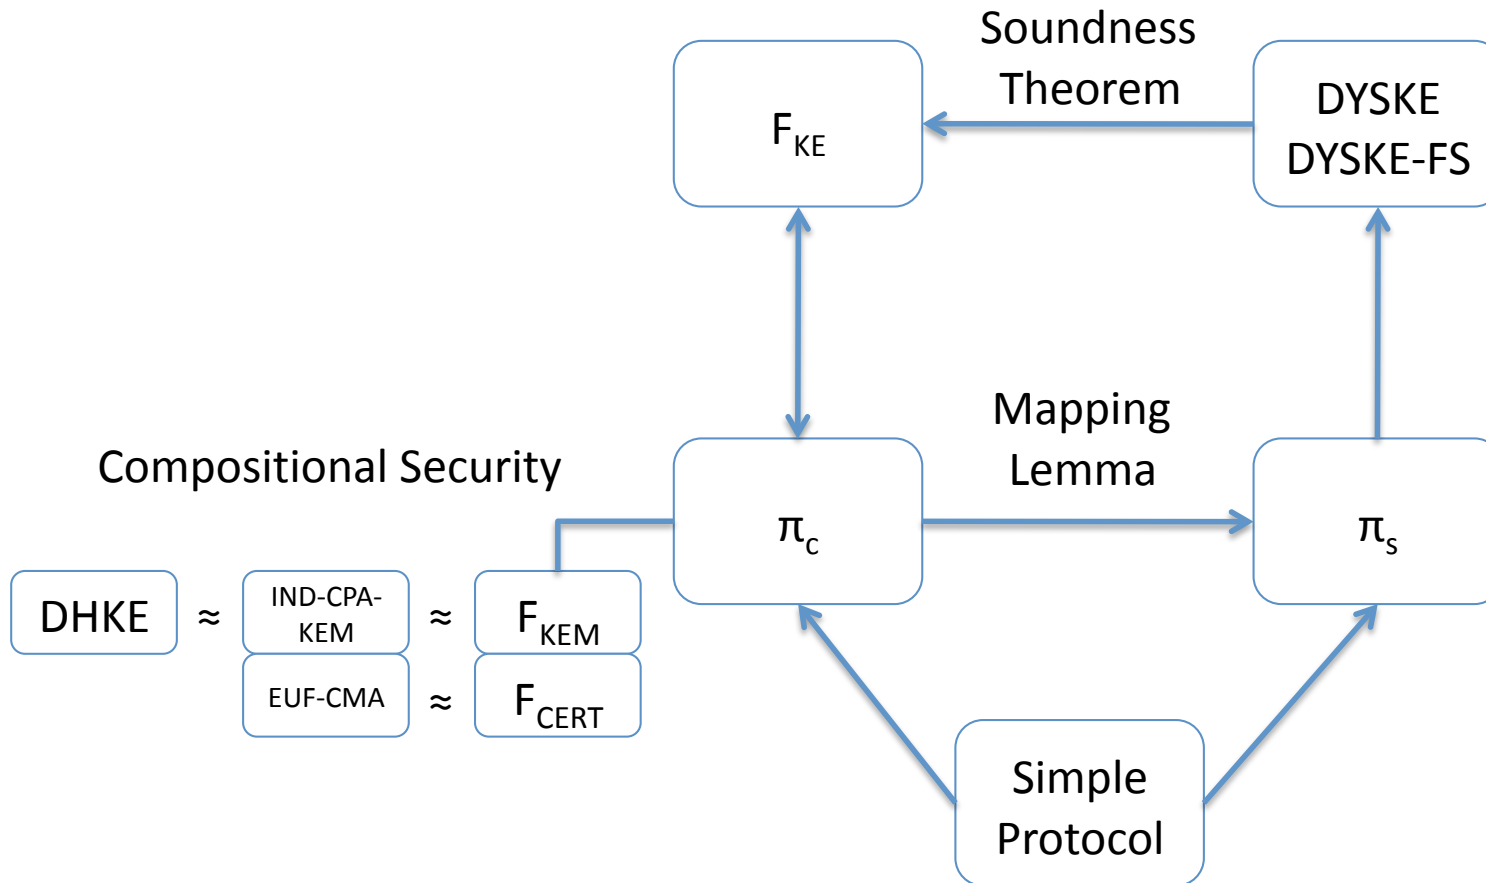 Soundness
Theorem
F_KE
DYSKE
DYSKE-FS
Mapping
Lemma
Compositional Security
π_c
π_s
DHKE ≈ IND-CPA-
KEM ≈ F_KEM
EUF-CMA ≈ F_CERT
Simple
Protocol